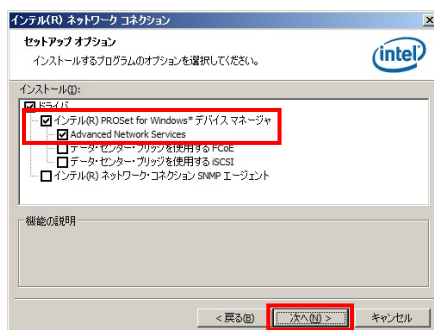 インテル(R) ネットワーク コネクション
セットアップ オプション
インストールするプログラムのオプションを選択してください。
intel
インストール(I):
ドライバ
インテル(R) PROSet for Windows* デバイス マネージャ
Advanced Network Services
データ・センター・ブリッジを使用する FCoE
データ・センター・ブリッジを使用する iSCSI
インテル(R) ネットワーク・コネクション SNMP エージェント
機能の説明
< 戻る(B)
次へ(N) >
キャンセル